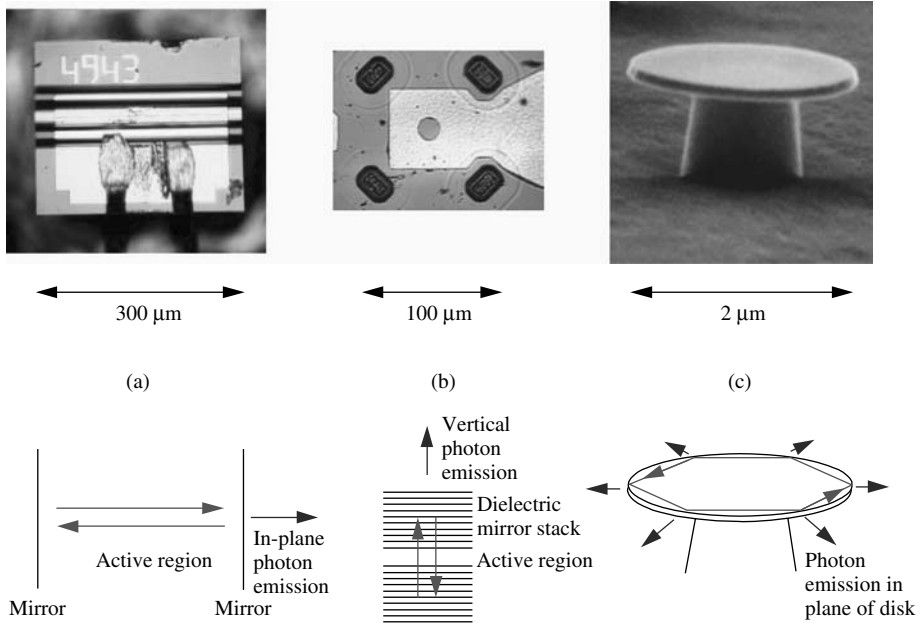 4943
300 μm
100 μm
2 μm
(a)
(b)
(c)
Mirror
Active region
Mirror
In-plane
photon
emission
Vertical
photon
emission
Dielectric
mirror stack
Active region
Photon
emission in
plane of disk